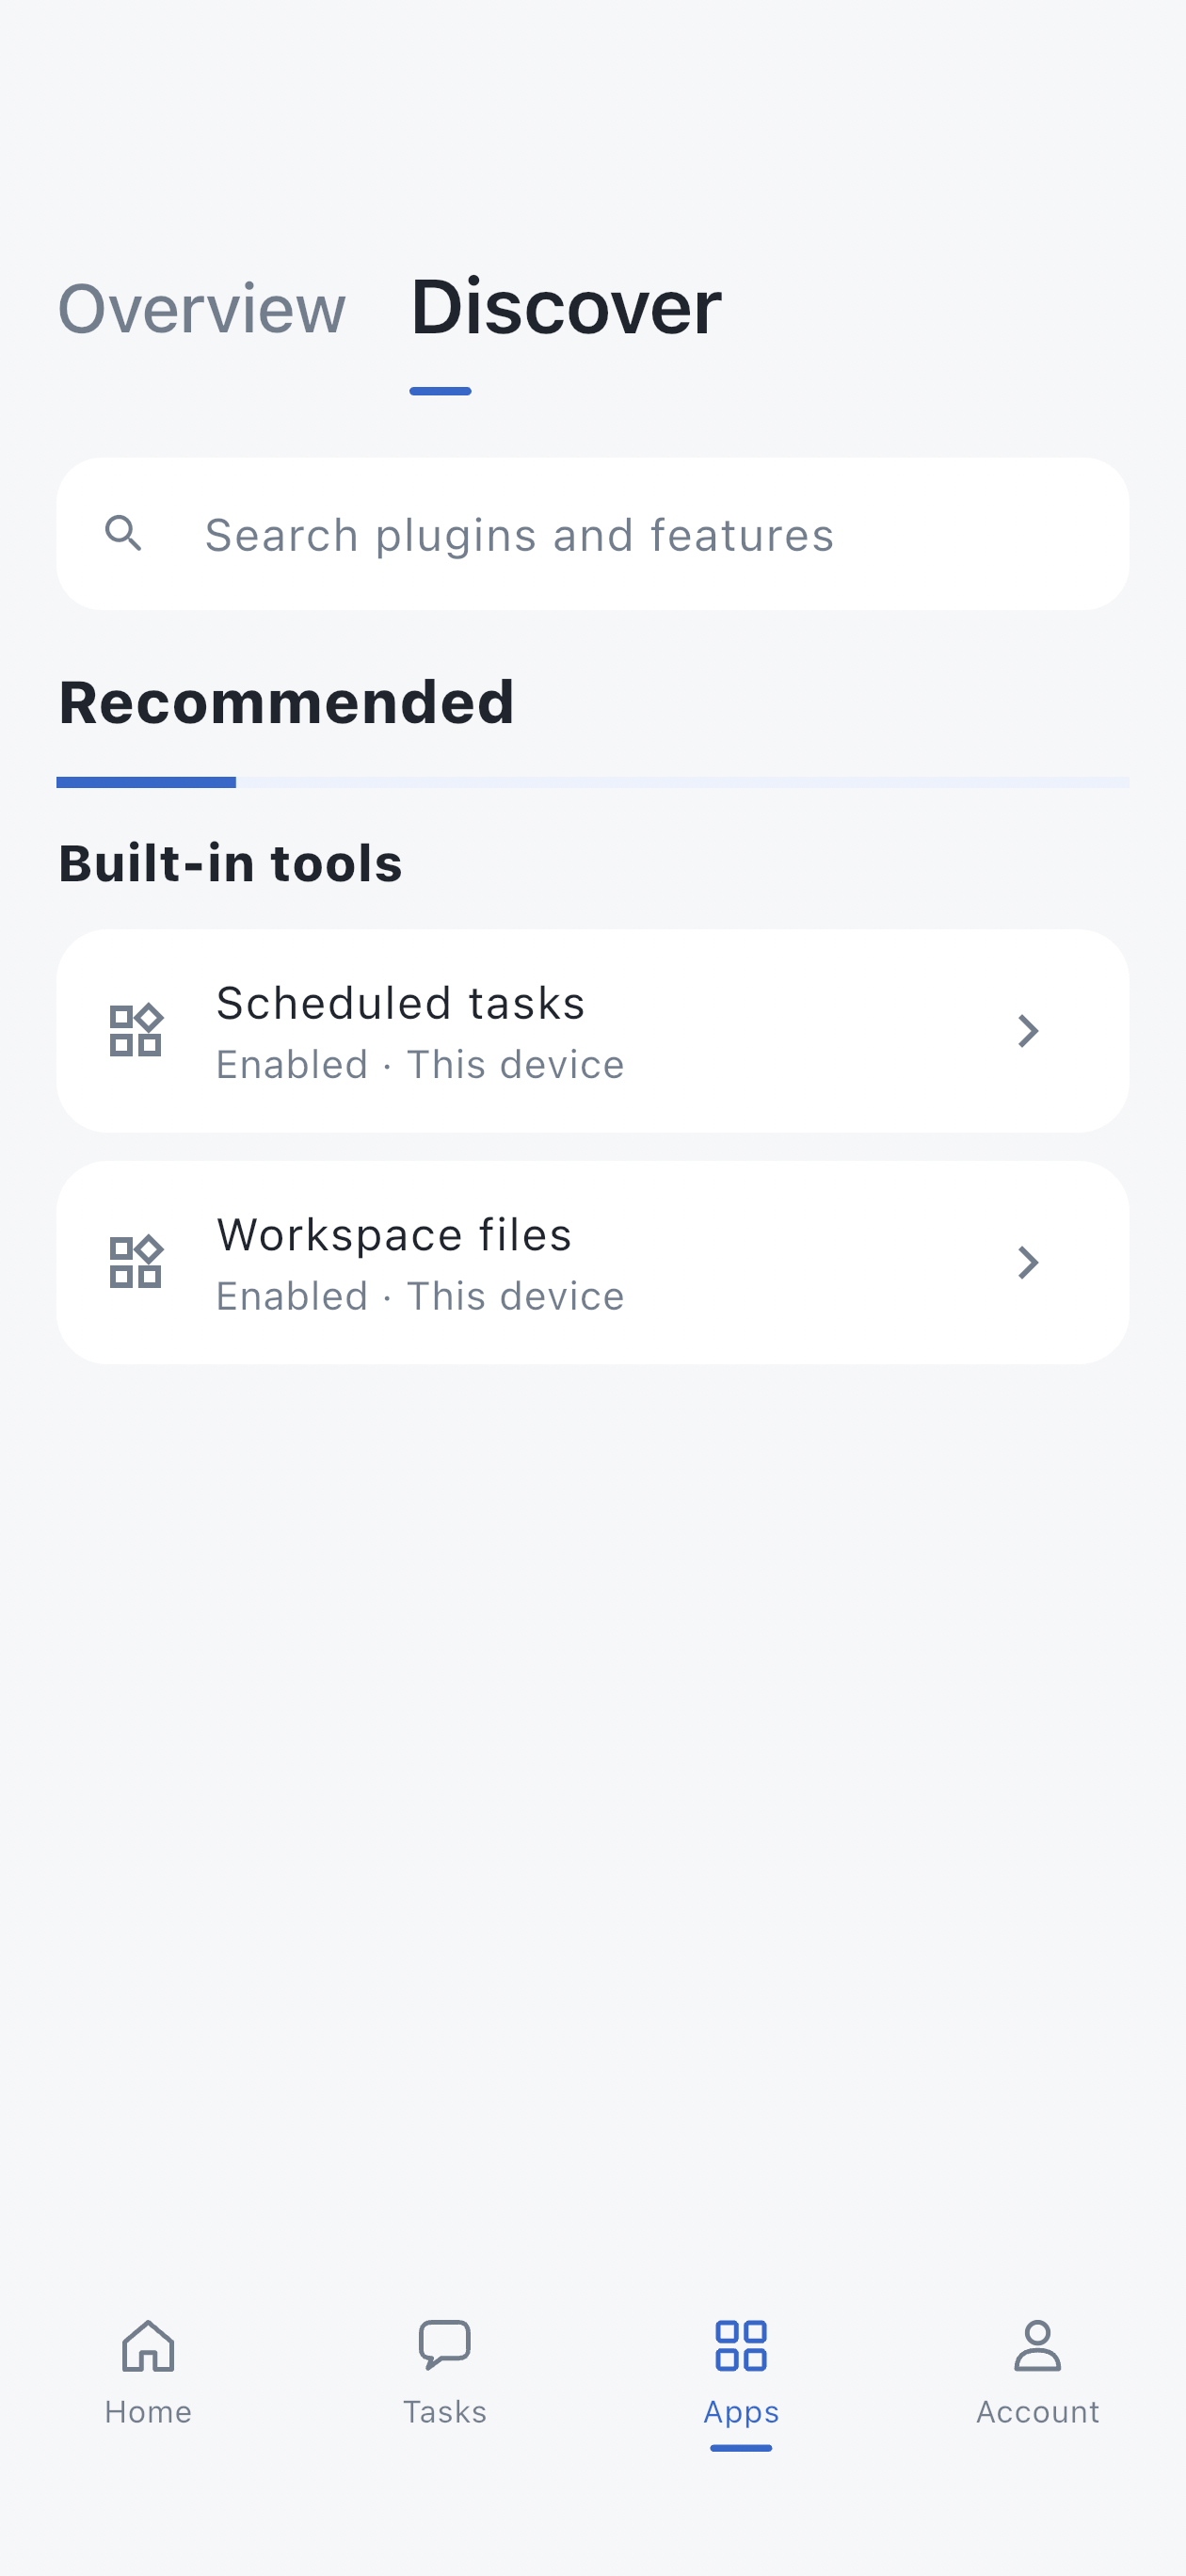 Overview Discover
Search plugins and features
Recommended
Built-in tools
Scheduled tasks
Enabled · This device
Workspace files
Enabled · This device
Home Tasks Apps Account